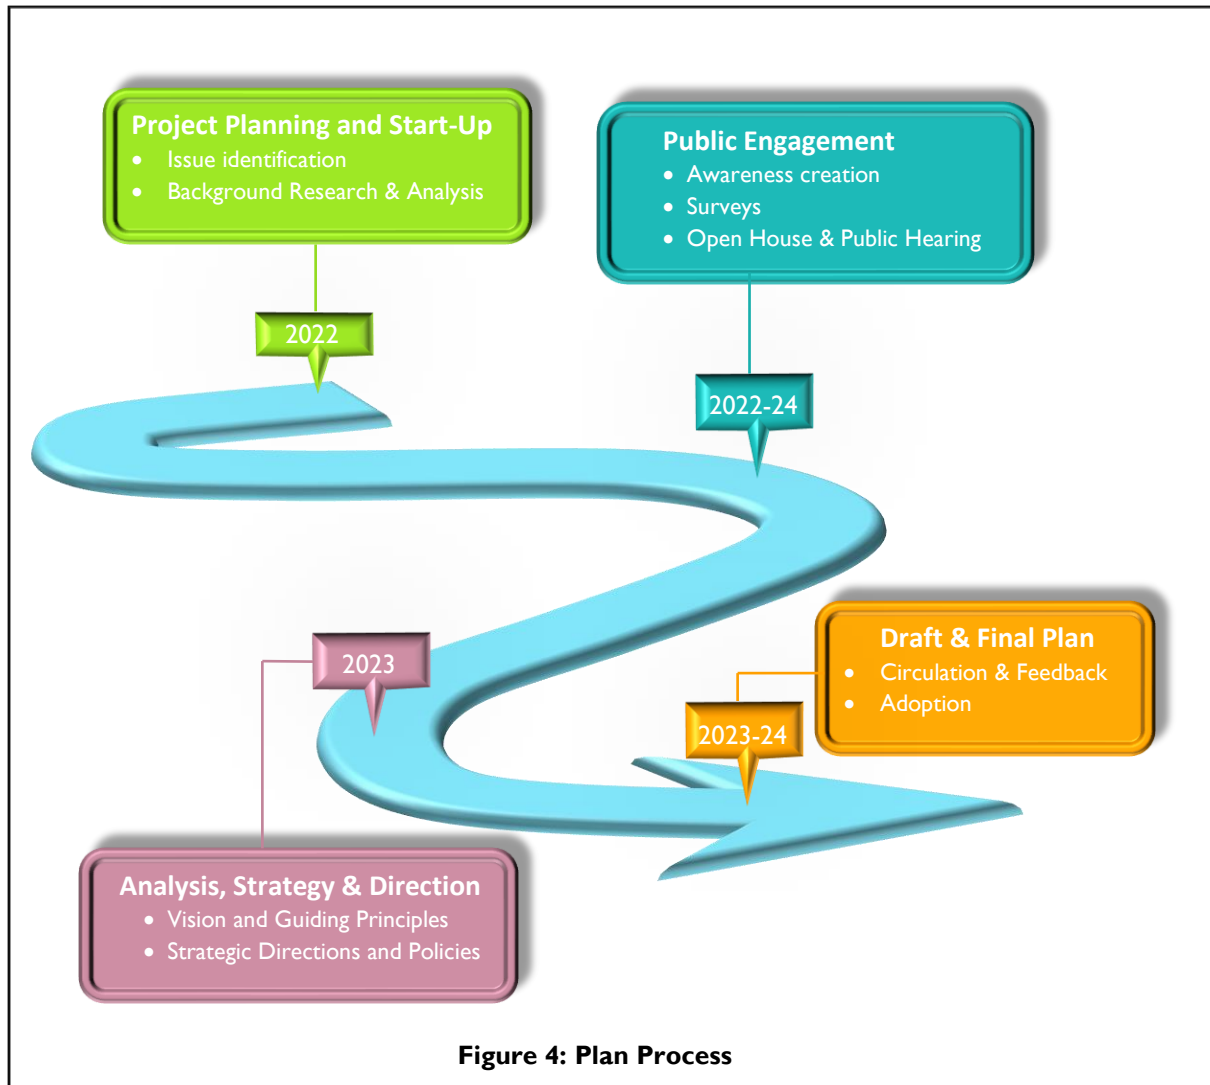 Project Planning and Start-Up
• Issue identification
• Background Research & Analysis
2022
Public Engagement
• Awareness creation
• Surveys
• Open House & Public Hearing
2022-24
2023
Analysis, Strategy & Direction
• Vision and Guiding Principles
• Strategic Directions and Policies
Draft & Final Plan
• Circulation & Feedback
• Adoption
2023-24
Figure 4: Plan Process